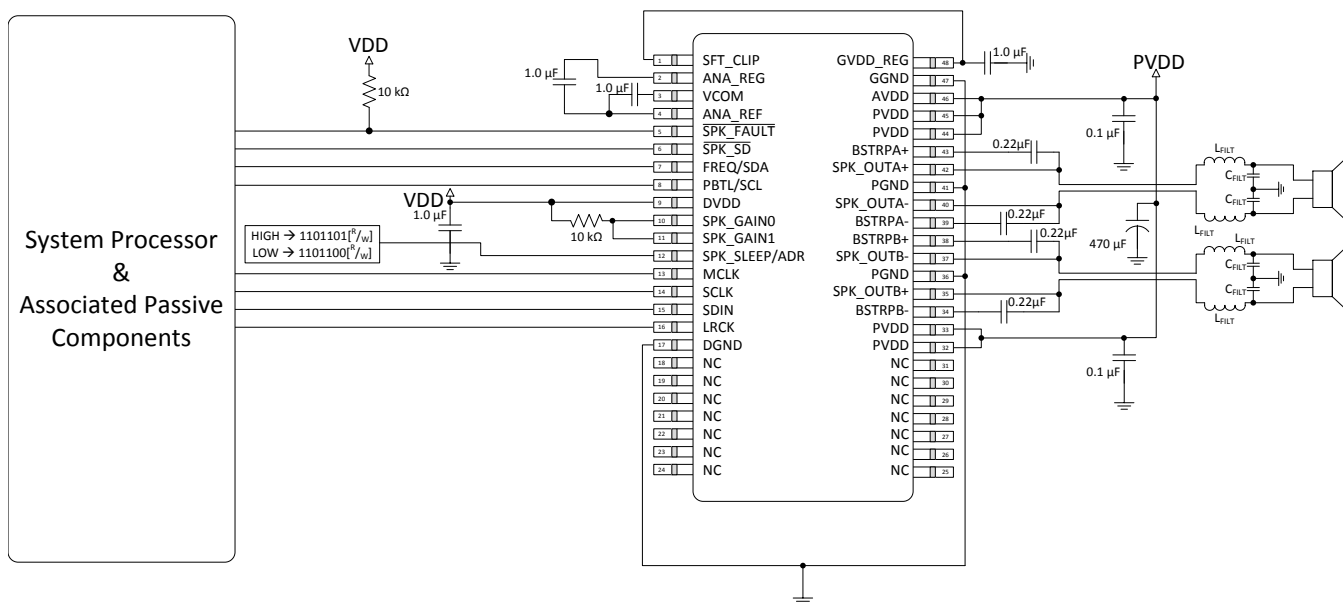 System Processor
&
Associated Passive
Components
VDD
10 kΩ
1.0 µF
1.0 µF
VDD
1.0 µF
10 kΩ
HIGH → 1101101[R/W]
LOW → 1101100[R/W]
1 SFT_CLIP
2 ANA_REG
3 VCOM
4 ANA_REF
5 SPK_FAULT
6 SPK_SD
7 FREQ/SDA
8 PBTL/SCL
9 DVDD
10 SPK_GAIN0
11 SPK_GAIN1
12 SPK_SLEEP/ADR
13 MCLK
14 SCLK
15 SDIN
16 LRCK
17 DGND
18 NC
19 NC
20 NC
21 NC
22 NC
23 NC
24 NC
GVDD_REG 48
GGND 47
AVDD 46
PVDD 45
PVDD 44
BSTRPA+ 43
SPK_OUTA+ 42
PGND 41
SPK_OUTA- 40
BSTRPA- 39
BSTRPB+ 38
SPK_OUTB- 37
PGND 36
SPK_OUTB+ 35
BSTRPB- 34
PVDD 33
PVDD 32
NC 31
NC 30
NC 29
NC 28
NC 27
NC 26
NC 25
1.0 µF
PVDD
0.1 µF
0.22µF
0.22µF
0.22µF
0.22µF
470 µF
0.1 µF
LFILT
CFILT
CFILT
LFILT
LFILT
CFILT
CFILT
LFILT